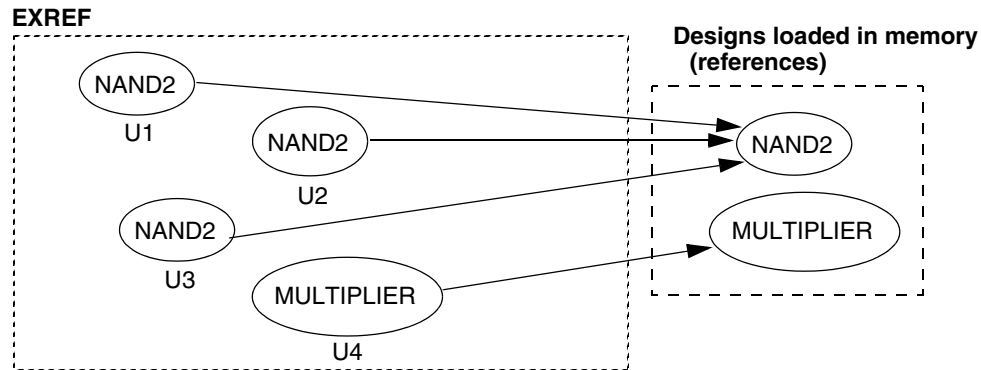 EXREF
Designs loaded in memory
(references)
NAND2
U1
NAND2
U2
NAND2
U3
MULTIPLIER
U4
NAND2
MULTIPLIER